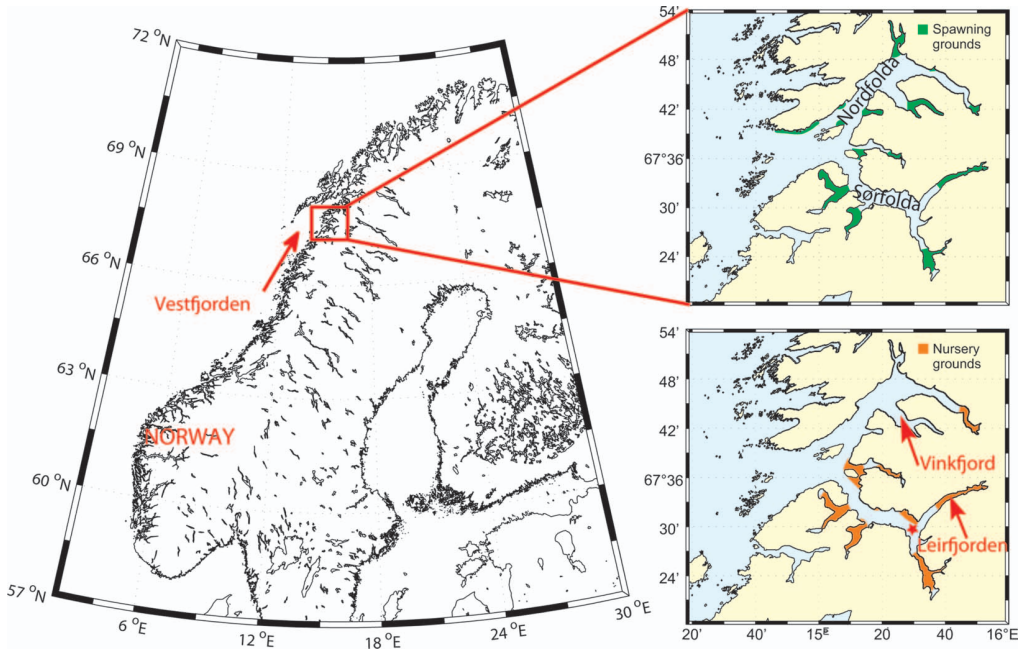 72 °N
69 °N
66 °N
63 °N
60 °N
57 °N
6 °E
12 °E
18 °E
24 °E
30 °E
Vestfjorden
NORWAY
54'
48'
42'
67°36
30'
24'
Spawning
grounds
Nordfolda
Sørfolda
54'
48'
42'
67°36
30'
24'
20'
40'
15°E
20
40'
16°E
Nursery
grounds
Vinkfjord
Leirfjorden